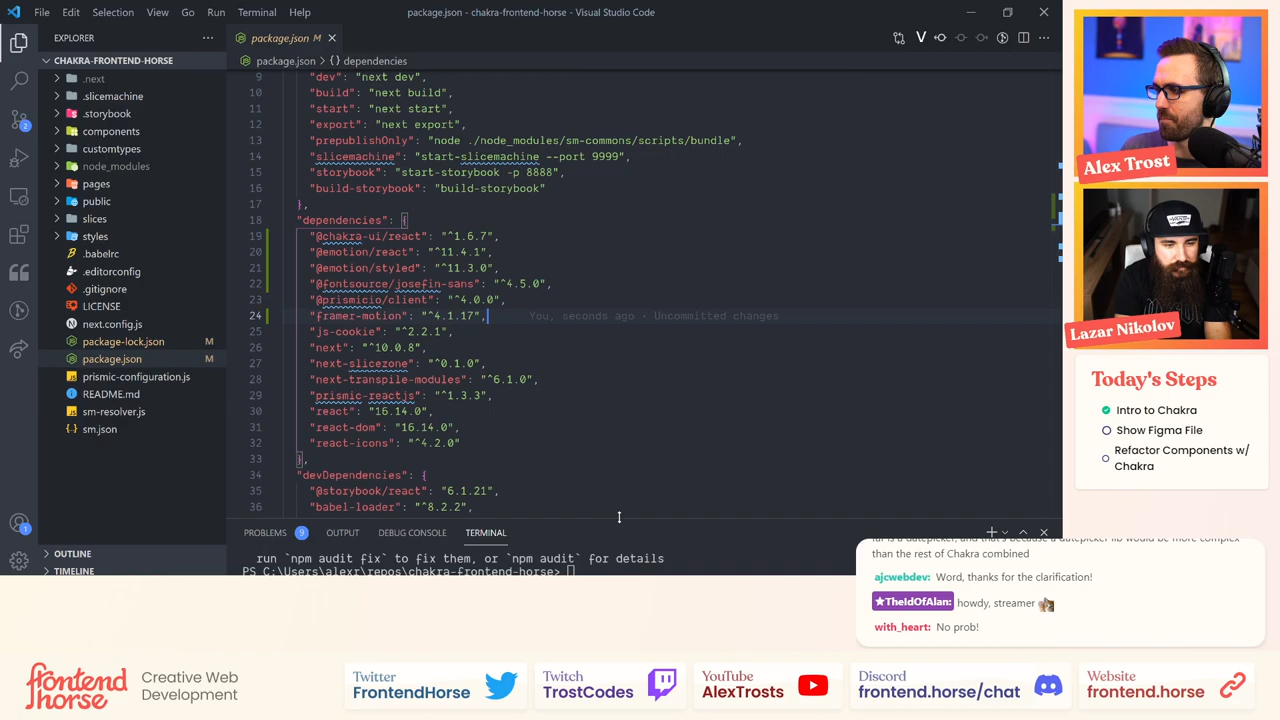 File Edit Selection View Go Run Terminal Help
package.json - chakra-frontend-horse - Visual Studio Code
EXPLORER
CHAKRA-FRONTEND-HORSE
.next
.slicemachine
.storybook
components
customtypes
node_modules
pages
public
slices
styles
.babelrc
.editorconfig
.gitignore
LICENSE
next.config.js
package-lock.json M
package.json M
prismic-configuration.js
README.md
sm-resolver.js
sm.json
OUTLINE
TIMELINE
2
1
package.json M
package.json > {} dependencies
9 "dev": "next dev",
10 "build": "next build",
11 "start": "next start",
12 "export": "next export",
13 "prepublishOnly": "node ./node_modules/sm-commons/scripts/bundle",
14 "slicemachine": "start-slicemachine --port 9999",
15 "storybook": "start-storybook -p 8888",
16 "build-storybook": "build-storybook"
17 },
18 "dependencies": {
19 "@chakra-ui/react": "^1.6.7",
20 "@emotion/react": "^11.4.1",
21 "@emotion/styled": "^11.3.0",
22 "@fontsource/josefin-sans": "^4.5.0",
23 "@prismicio/client": "^4.0.0",
24 "framer-motion": "^4.1.17", You, seconds ago • Uncommitted changes
25 "js-cookie": "^2.2.1",
26 "next": "^10.0.8",
27 "next-slicezone": "^0.1.0",
28 "next-transpile-modules": "^6.1.0",
29 "prismic-reactjs": "^1.3.3",
30 "react": "16.14.0",
31 "react-dom": "16.14.0",
32 "react-icons": "^4.2.0"
33 },
34 "devDependencies": {
35 "@storybook/react": "6.1.21",
36 "babel-loader": "^8.2.2",
PROBLEMS 9 OUTPUT DEBUG CONSOLE TERMINAL
run `npm audit fix` to fix them, or `npm audit` for details
PS C:\Users\alexr\repos\chakra-frontend-horse>
Alex Trost
Lazar Nikolov
Today's Steps
Intro to Chakra
Show Figma File
Refactor Components w/
Chakra
far is a datepicker, and that's because a datepicker lib would be more complex
than the rest of Chakra combined
ajcwebdev: Word, thanks for the clarification!
TheIdOfAlan: howdy, streamer
with_heart: No prob!
frontend
horse
Creative Web
Development
Twitter
FrontendHorse
Twitch
TrostCodes
YouTube
AlexTrosts
Discord
frontend.horse/chat
Website
frontend.horse